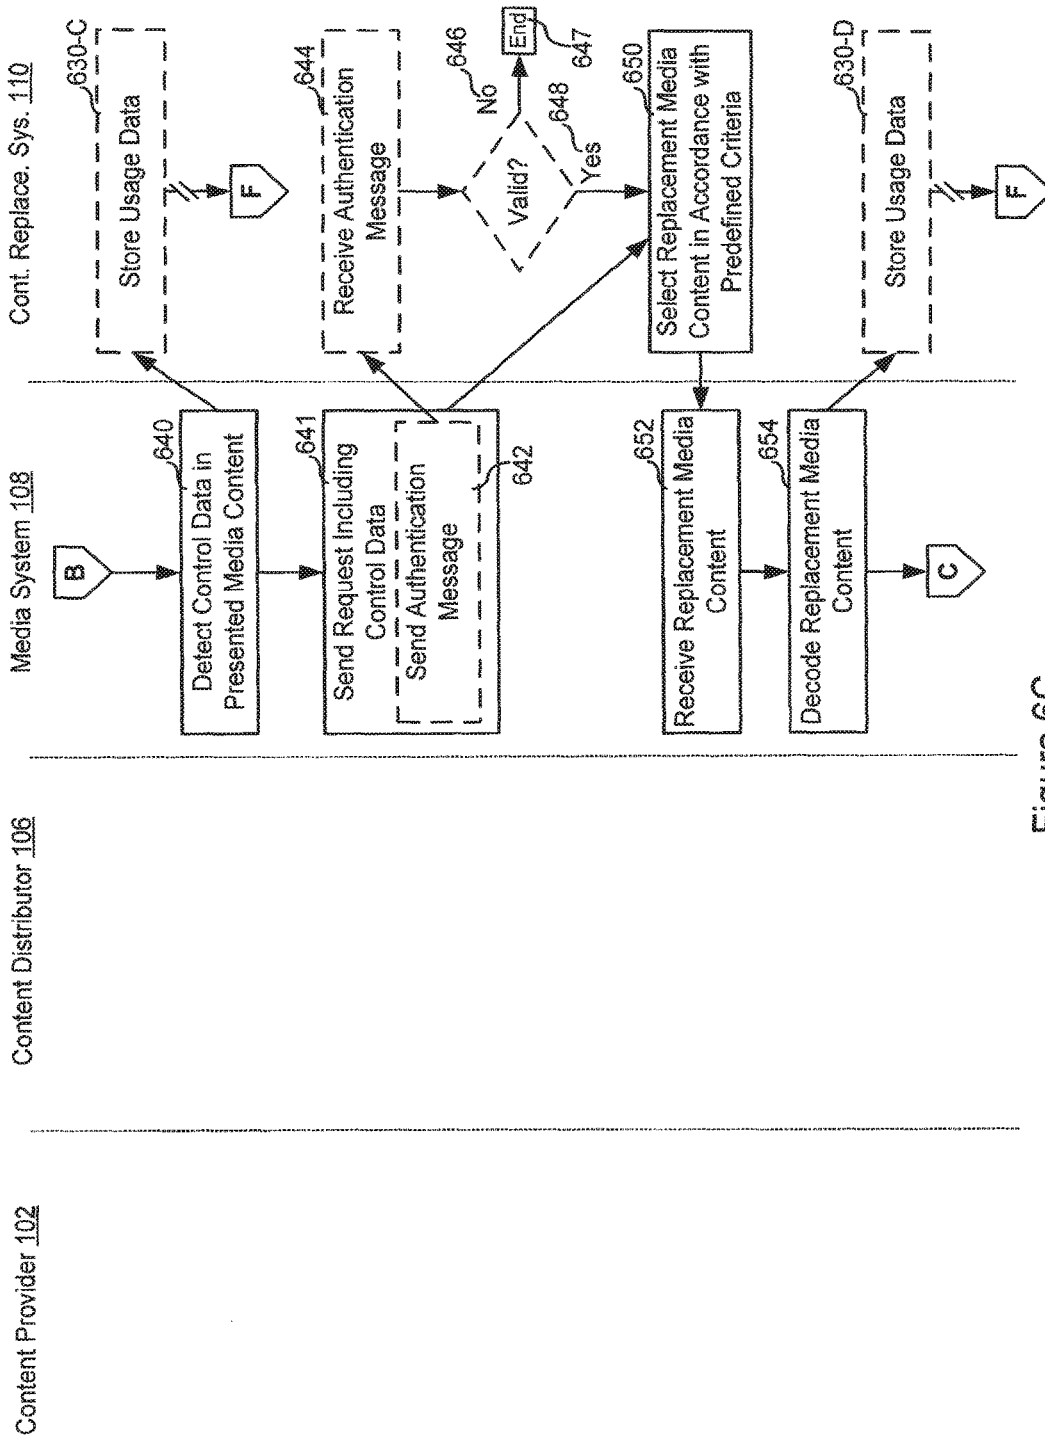 Content Provider 102
Content Distributor 106
Media System 108
Cont. Replace. Sys. 110
B
640
Detect Control Data in
Presented Media Content
630-C
Store Usage Data
F
641
Send Request Including
Control Data
Send Authentication
Message
642
644
Receive Authentication
Message
Valid?
No
646
End
647
Yes
648
650
Select Replacement Media
Content in Accordance with
Predefined Criteria
652
Receive Replacement Media
Content
654
Decode Replacement Media
Content
C
630-D
Store Usage Data
F
Figure 6C